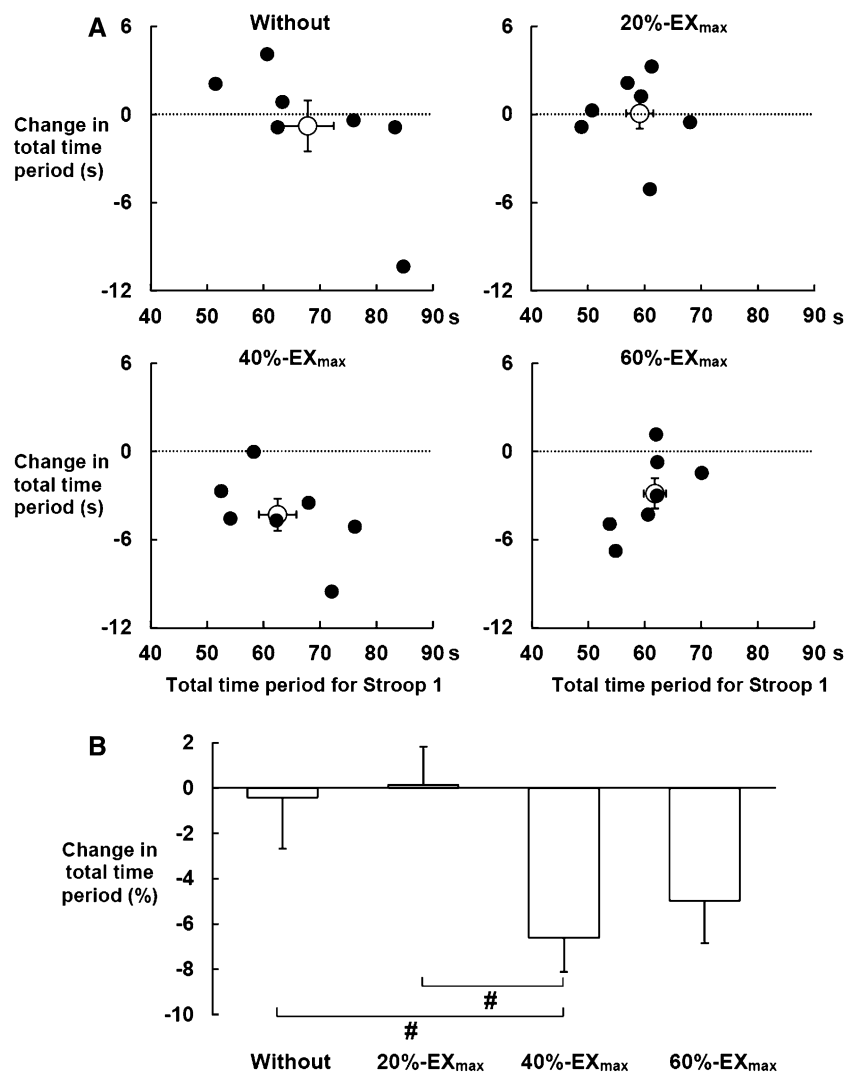 A
Without
20%-EXmax
6
0
-6
-12
Change in
total time
period (s)
40 50 60 70 80 90 s
6
0
-6
-12
40 50 60 70 80 90 s
40%-EXmax
60%-EXmax
6
0
-6
-12
Change in
total time
period (s)
40 50 60 70 80 90 s
Total time period for Stroop 1
6
0
-6
-12
40 50 60 70 80 90 s
Total time period for Stroop 1
B
2
0
-2
-4
-6
-8
-10
Change in
total time
period (%)
#
#
Without 20%-EXmax 40%-EXmax 60%-EXmax